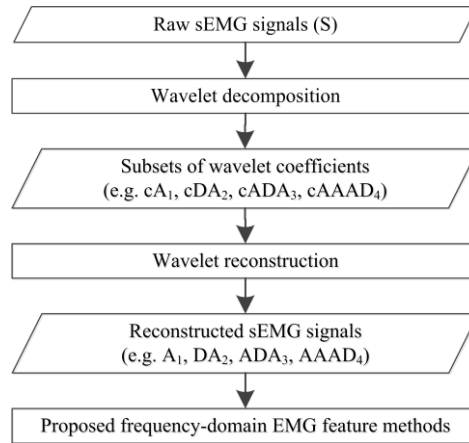 Raw sEMG signals (S)
Wavelet decomposition
Subsets of wavelet coefficients
(e.g. cA₁, cDA₂, cADA₃, cAAAD₄)
Wavelet reconstruction
Reconstructed sEMG signals
(e.g. A₁, DA₂, ADA₃, AAAD₄)
Proposed frequency-domain EMG feature methods